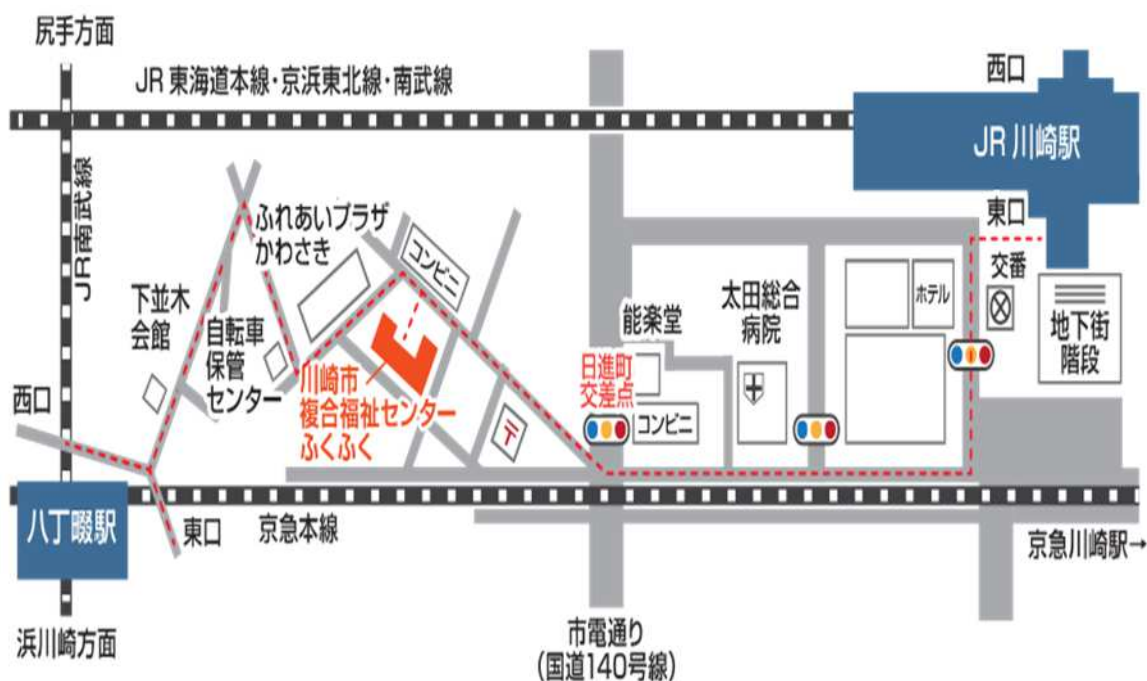 尻手方面
JR東海道本線・京浜東北線・南武線
西口
JR川崎駅
JR南武線
東口
ふれあいプラザ
かわさき
コンビニ
交番
ホテル
地下街
階段
下並木
会館
自転車
保管
センター
能楽堂
太田総合
病院
日進町
交差点
コンビニ
川崎市
複合福祉センター
ふくふく
〒
西口
八丁畷駅
東口
京急本線
京急川崎駅→
浜川崎方面
市電通り
(国道140号線)